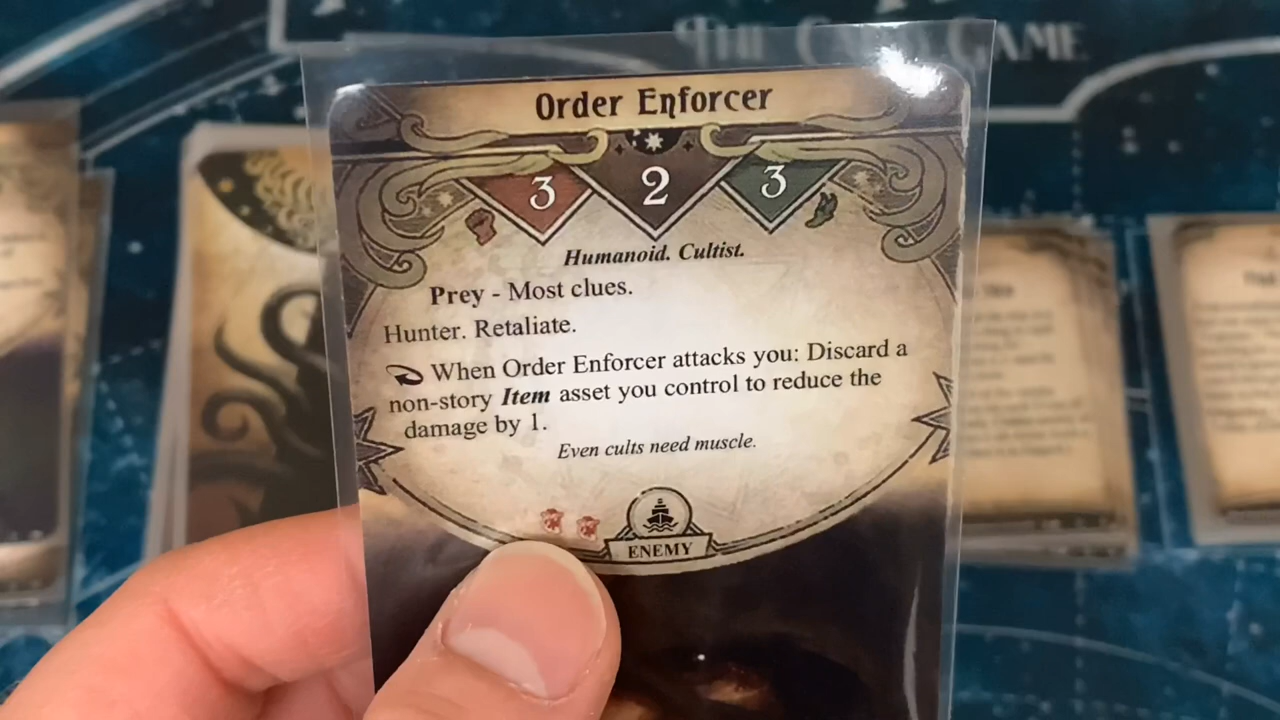 THE CARD GAME
Order Enforcer
3 2 3
Humanoid. Cultist.
Prey - Most clues.
Hunter. Retaliate.
When Order Enforcer attacks you: Discard a
non-story Item asset you control to reduce the
damage by 1.
Even cults need muscle.
ENEMY